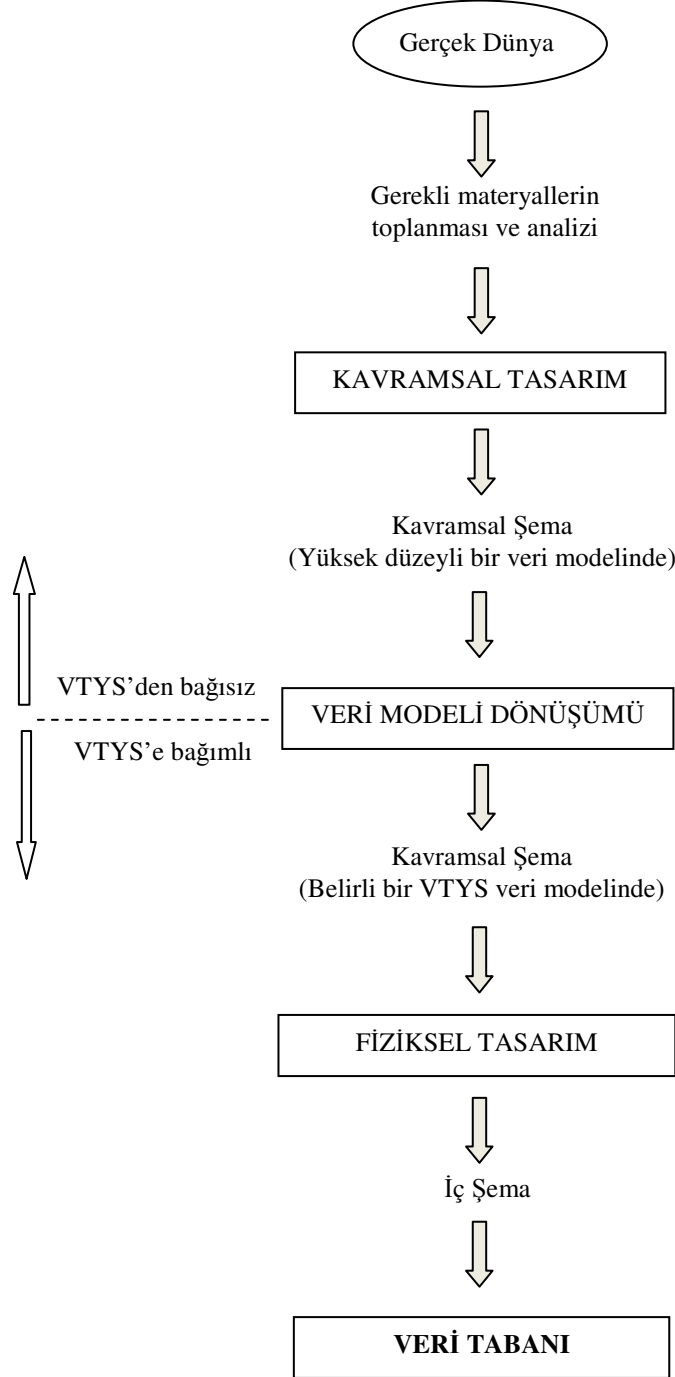 Gerçek Dünya
Gerekli materyallerin
toplanması ve analizi
KAVRAMSAL TASARIM
Kavramsal Şema
(Yüksek düzeyli bir veri modelinde)
VTYS’den bağısız
VERİ MODELİ DÖNÜŞÜMÜ
VTYS’e bağımlı
Kavramsal Şema
(Belirli bir VTYS veri modelinde)
FİZİKSEL TASARIM
İç Şema
VERİ TABANI